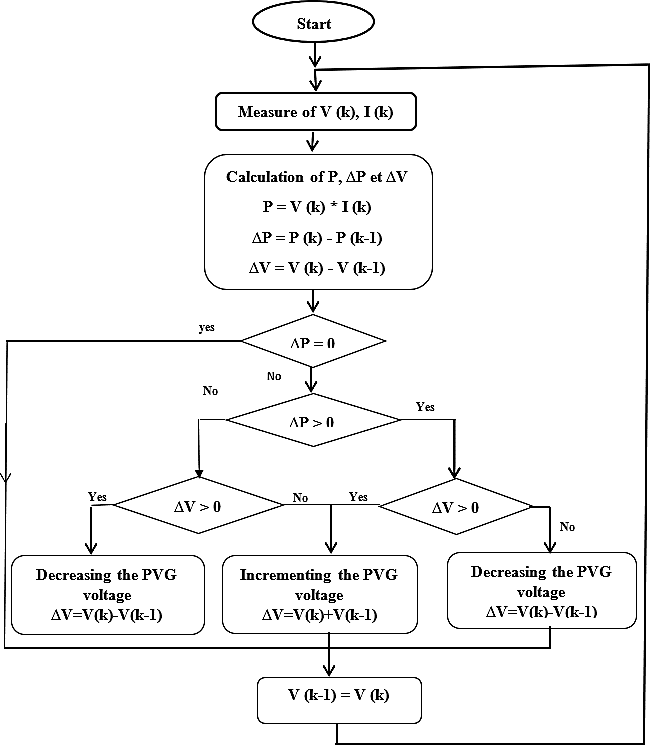 Start
Measure of V (k), I (k)
Calculation of P, ΔP et ΔV
P = V (k) * I (k)
ΔP = P (k) - P (k-1)
ΔV = V (k) - V (k-1)
yes
ΔP = 0
No
No
ΔP > 0
Yes
Yes
ΔV > 0
No
Yes
ΔV > 0
No
Decreasing the PVG
voltage
ΔV=V(k)-V(k-1)
Incrementing the PVG
voltage
ΔV=V(k)+V(k-1)
Decreasing the PVG
voltage
ΔV=V(k)-V(k-1)
V (k-1) = V (k)